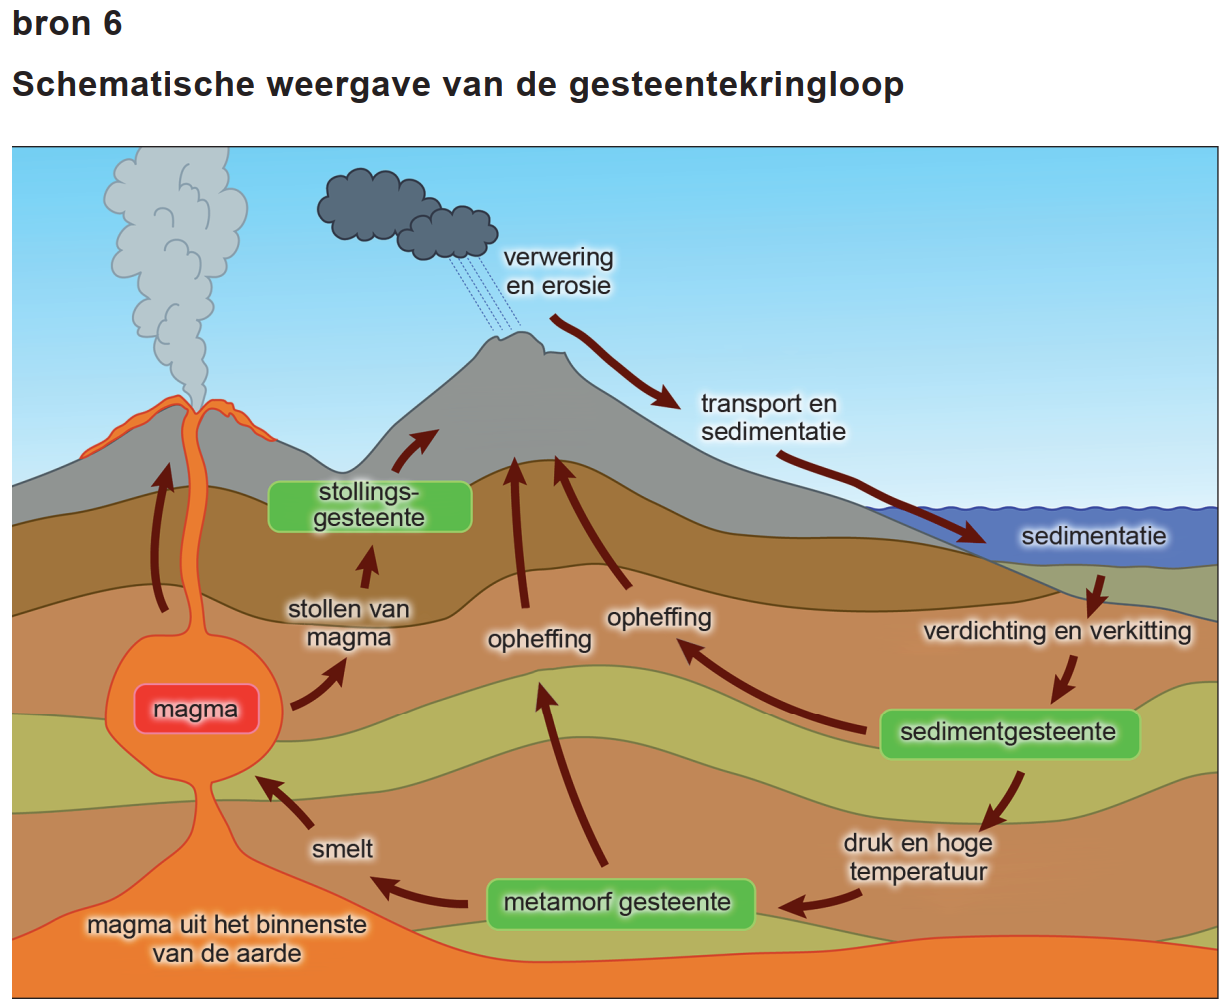 bron 6
Schematische weergave van de gesteentekringloop
verwering
en erosie
transport en
sedimentatie
stollings-
gesteente
sedimentatie
stollen van
magma
opheffing
opheffing
verdichting en verkitting
magma
sedimentgesteente
smelt
druk en hoge
temperatuur
metamorf gesteente
magma uit het binnenste
van de aarde